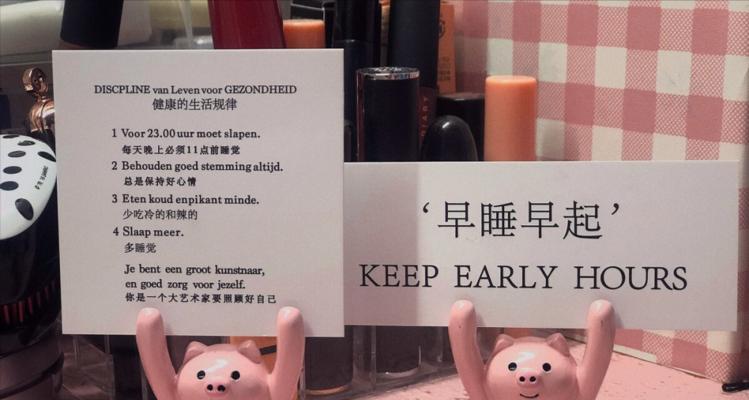 DISCPLINE van Leven voor GEZONDHEID
健康的生活规律
1 Voor 23.00 uur moet slapen.
每天晚上必须11点前睡觉
2 Behouden goed stemming altijd.
总是保持好心情
3 Eten koud enpikant minde.
少吃冷的和辣的
4 Slaap meer.
多睡觉
Je bent een groot kunstnaar,
en goed zorg voor jezelf.
你是一个大艺术家要照顾好自己
‘早睡早起’
KEEP EARLY HOURS